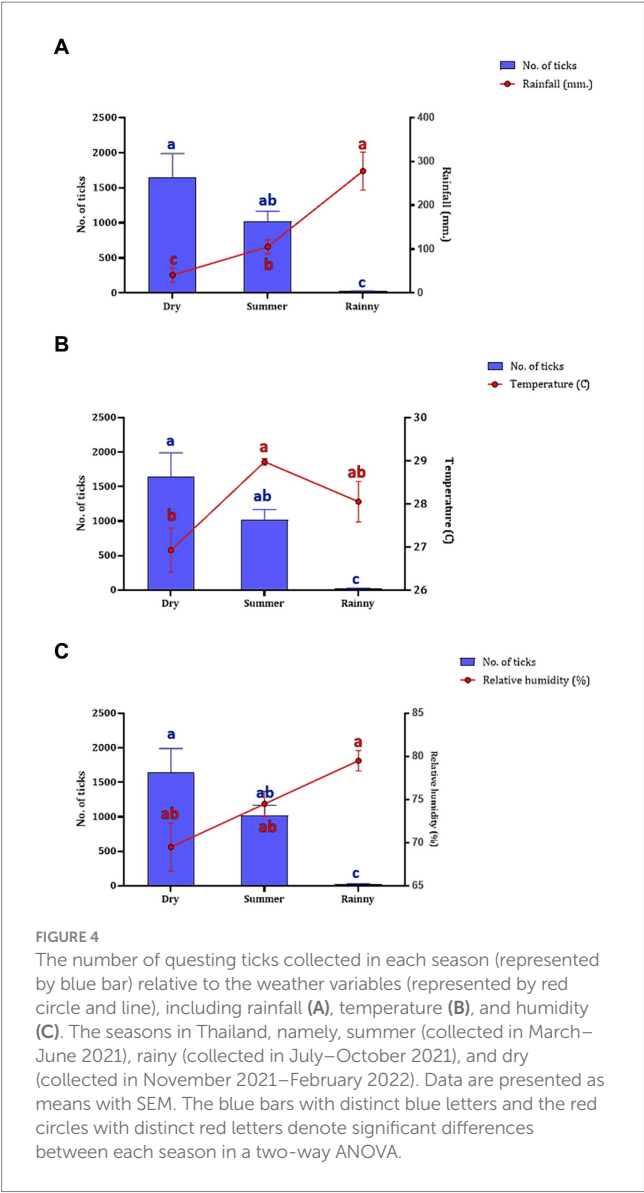 A
No. of ticks
Rainfall (mm.)
2500
2000
1500
1000
500
0
No. of ticks
a
ab
c
c
b
a
400
300
200
100
0
Rainfall (mm.)
Dry
Summer
Rainny
B
No. of ticks
Temperature (C)
2500
2000
1500
1000
500
0
No. of ticks
a
ab
c
b
a
ab
30
29
28
27
26
Temperature (C)
Dry
Summer
Rainny
C
No. of ticks
Relative humidity (%)
2500
2000
1500
1000
500
0
No. of ticks
a
ab
c
ab
ab
a
85
80
75
70
65
Relative humidity (%)
Dry
Summer
Rainny
FIGURE 4
The number of questing ticks collected in each season (represented
by blue bar) relative to the weather variables (represented by red
circle and line), including rainfall (A), temperature (B), and humidity
(C). The seasons in Thailand, namely, summer (collected in March–
June 2021), rainy (collected in July–October 2021), and dry
(collected in November 2021–February 2022). Data are presented as
means with SEM. The blue bars with distinct blue letters and the red
circles with distinct red letters denote significant differences
between each season in a two-way ANOVA.